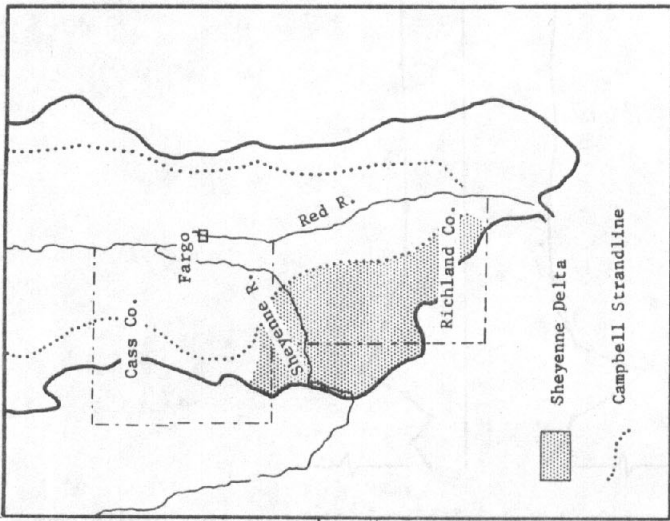 Cass Co.
Fargo
Red R.
Sheyenne R.
Richland Co.
Sheyenne Delta
Campbell Strandline